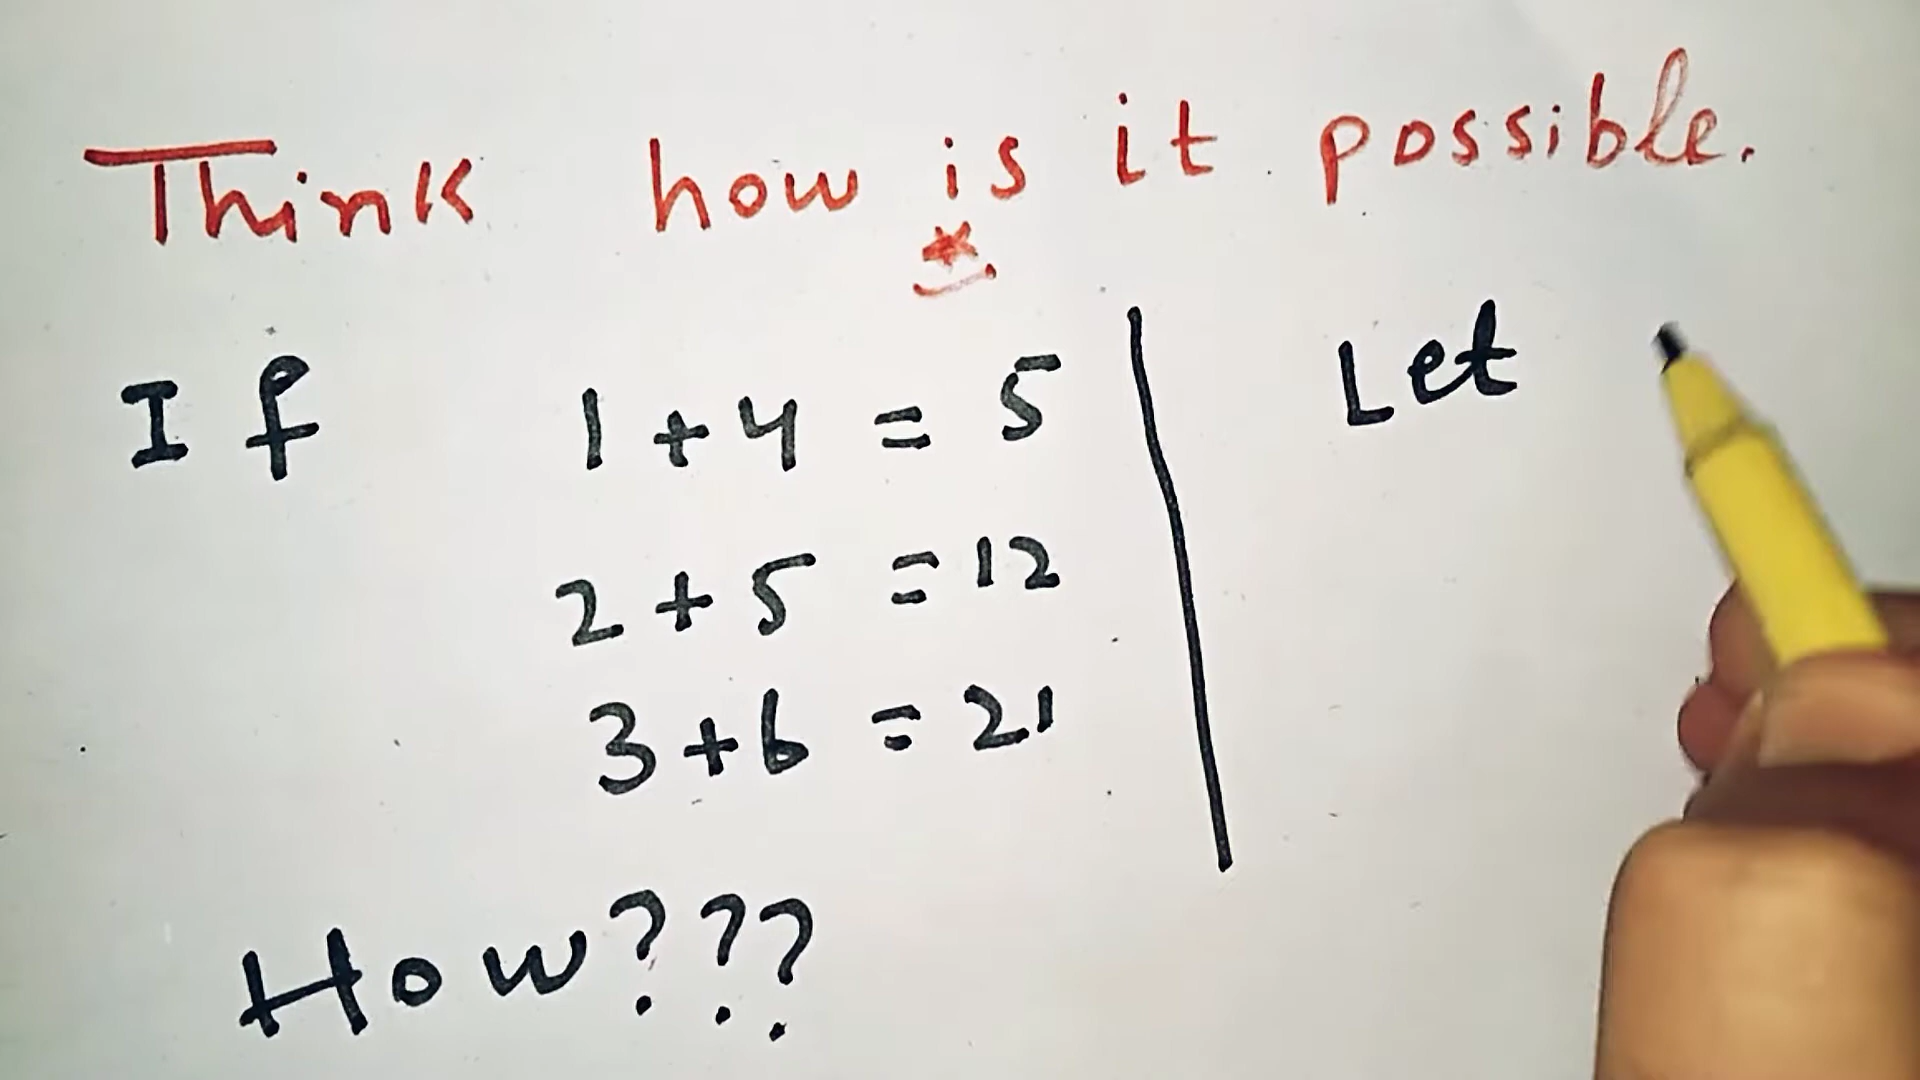 Think how is it possible.
*
If 1 + 4 = 5
2 + 5 = 12
3 + 6 = 21
How???
Let